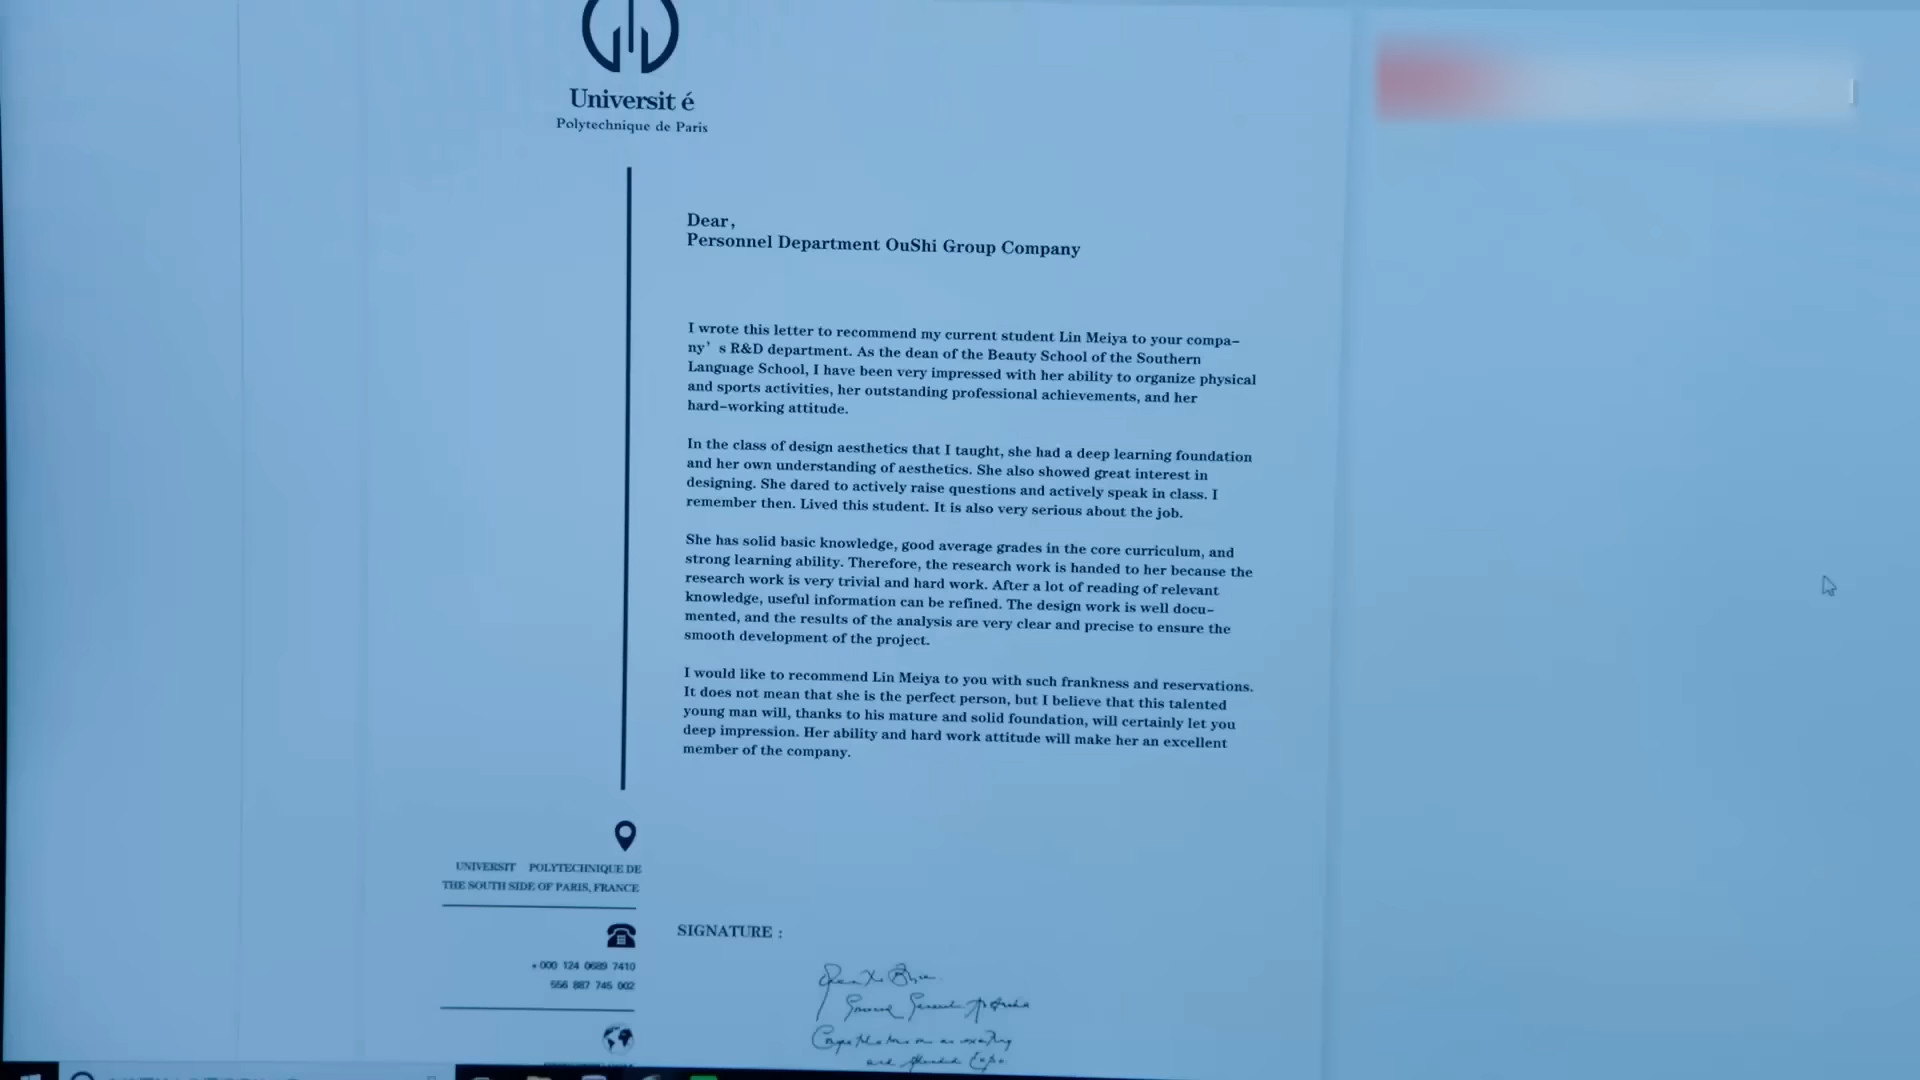 Universit é
Polytechnique de Paris
Dear,
Personnel Department OuShi Group Company
I wrote this letter to recommend my current student Lin Meiya to your compa-
ny's R&D department. As the dean of the Beauty School of the Southern
Language School, I have been very impressed with her ability to organize physical
and sports activities, her outstanding professional achievements, and her
hard-working attitude.
In the class of design aesthetics that I taught, she had a deep learning foundation
and her own understanding of aesthetics. She also showed great interest in
designing. She dared to actively raise questions and actively speak in class. I
remember then. Lived this student. It is also very serious about the job.
She has solid basic knowledge, good average grades in the core curriculum, and
strong learning ability. Therefore, the research work is handed to her because the
research work is very trivial and hard work. After a lot of reading of relevant
knowledge, useful information can be refined. The design work is well docu-
mented, and the results of the analysis are very clear and precise to ensure the
smooth development of the project.
I would like to recommend Lin Meiya to you with such frankness and reservations.
It does not mean that she is the perfect person, but I believe that this talented
young man will, thanks to his mature and solid foundation, will certainly let you
deep impression. Her ability and hard work attitude will make her an excellent
member of the company.
UNIVERSIT POLYTECHNIQUE DE
THE SOUTH SIDE OF PARIS, FRANCE
+000 124 0689 7410
556 887 745 002
SIGNATURE :